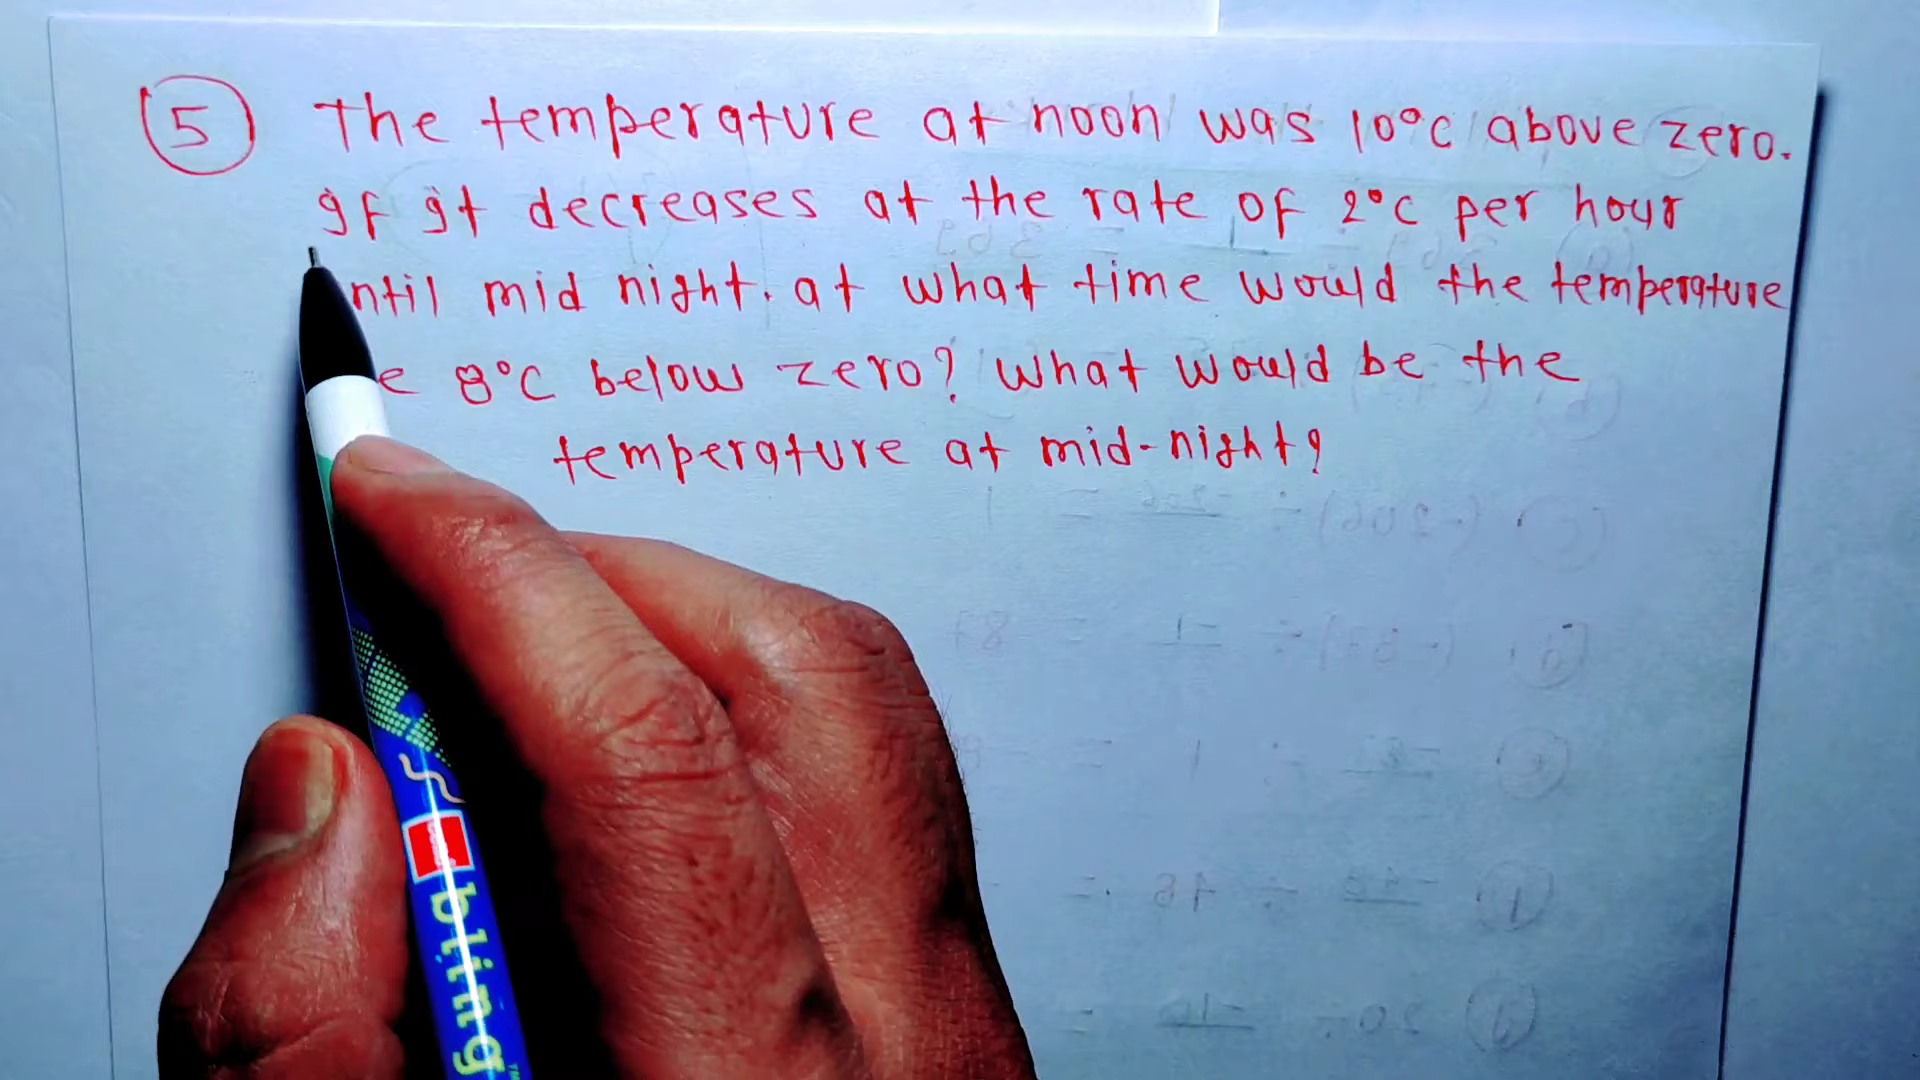 5 The temperature at noon was 10°C above zero.
If It decreases at the rate of 2°C per hour
ntil mid night. at what time would the temperature
e 8°C below zero? What would be the
temperature at mid-night?
bling